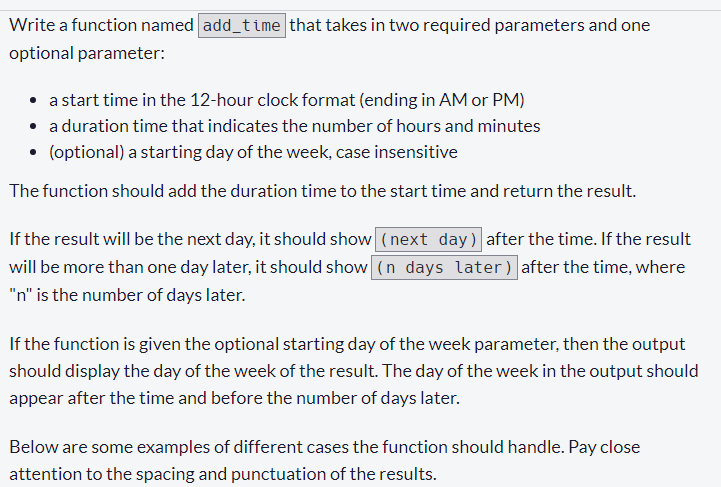 Write a function named add_time that takes in two required parameters and one
optional parameter:
• a start time in the 12-hour clock format (ending in AM or PM)
• a duration time that indicates the number of hours and minutes
• (optional) a starting day of the week, case insensitive
The function should add the duration time to the start time and return the result.
If the result will be the next day, it should show (next day) after the time. If the result
will be more than one day later, it should show (n days later) after the time, where
"n" is the number of days later.
If the function is given the optional starting day of the week parameter, then the output
should display the day of the week of the result. The day of the week in the output should
appear after the time and before the number of days later.
Below are some examples of different cases the function should handle. Pay close
attention to the spacing and punctuation of the results.